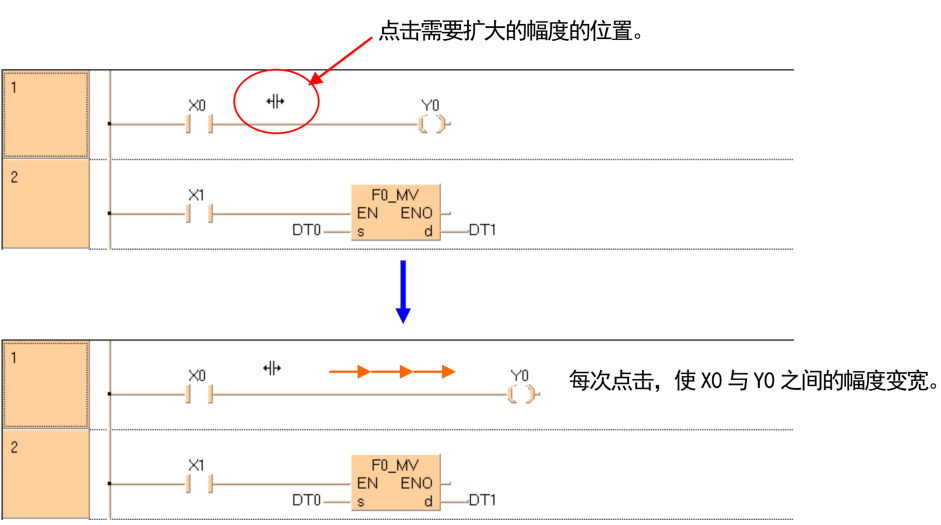 点击需要扩大的幅度的位置。
1
X0
Y0
2
X1
F0_MV
EN ENO
DT0 s d DT1
1
X0
Y0
每次点击，使 X0 与 Y0 之间的幅度变宽。
2
X1
F0_MV
EN ENO
DT0 s d DT1